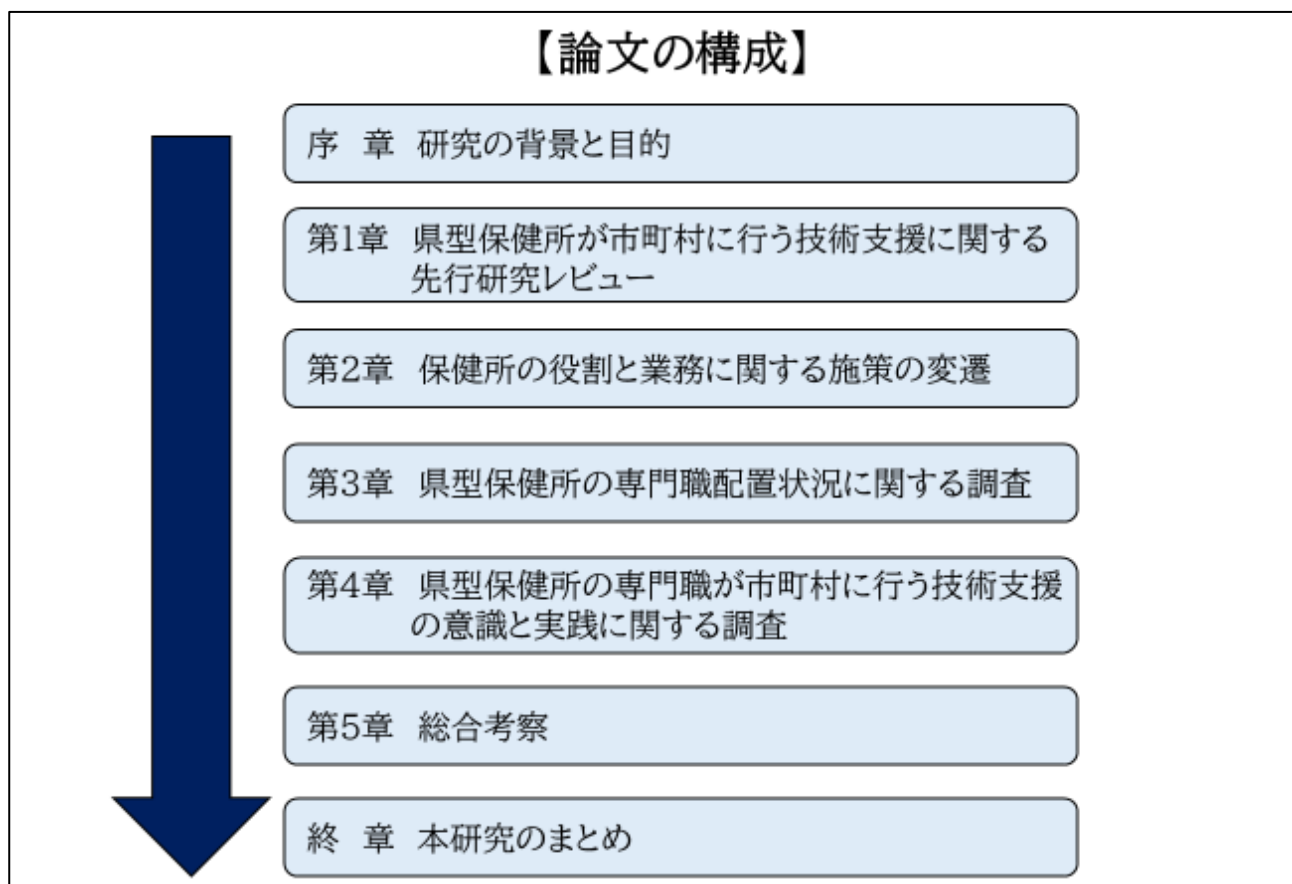 【論文の構成】
序 章 研究の背景と目的
第1章 県型保健所が市町村に行う技術支援に関する
先行研究レビュー
第2章 保健所の役割と業務に関する施策の変遷
第3章 県型保健所の専門職配置状況に関する調査
第4章 県型保健所の専門職が市町村に行う技術支援
の意識と実践に関する調査
第5章 総合考察
終 章 本研究のまとめ